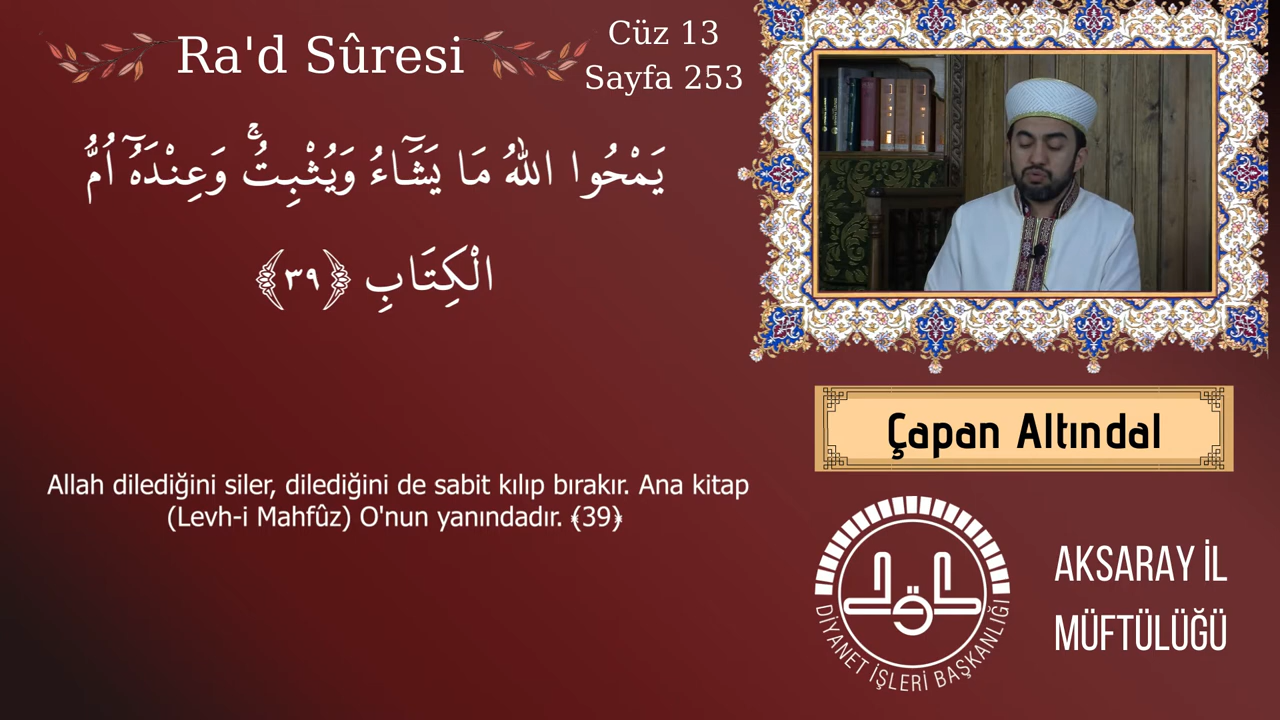 Ra'd Sûresi
Cüz 13
Sayfa 253
يَمْحُوا اللّٰهُ مَا يَشَٓاءُ وَيُثْبِتُۚ وَعِنْدَهُٓ اُمُّ
الْكِتَابِ ﴿٣٩﴾
Allah dilediğini siler, dilediğini de sabit kılıp bırakır. Ana kitap
(Levh-i Mahfûz) O'nun yanındadır. ﴾39﴿
Çapan Altındal
DİYANET İŞLERİ BAŞKANLIĞI
AKSARAY İL
MÜFTÜLÜĞÜ